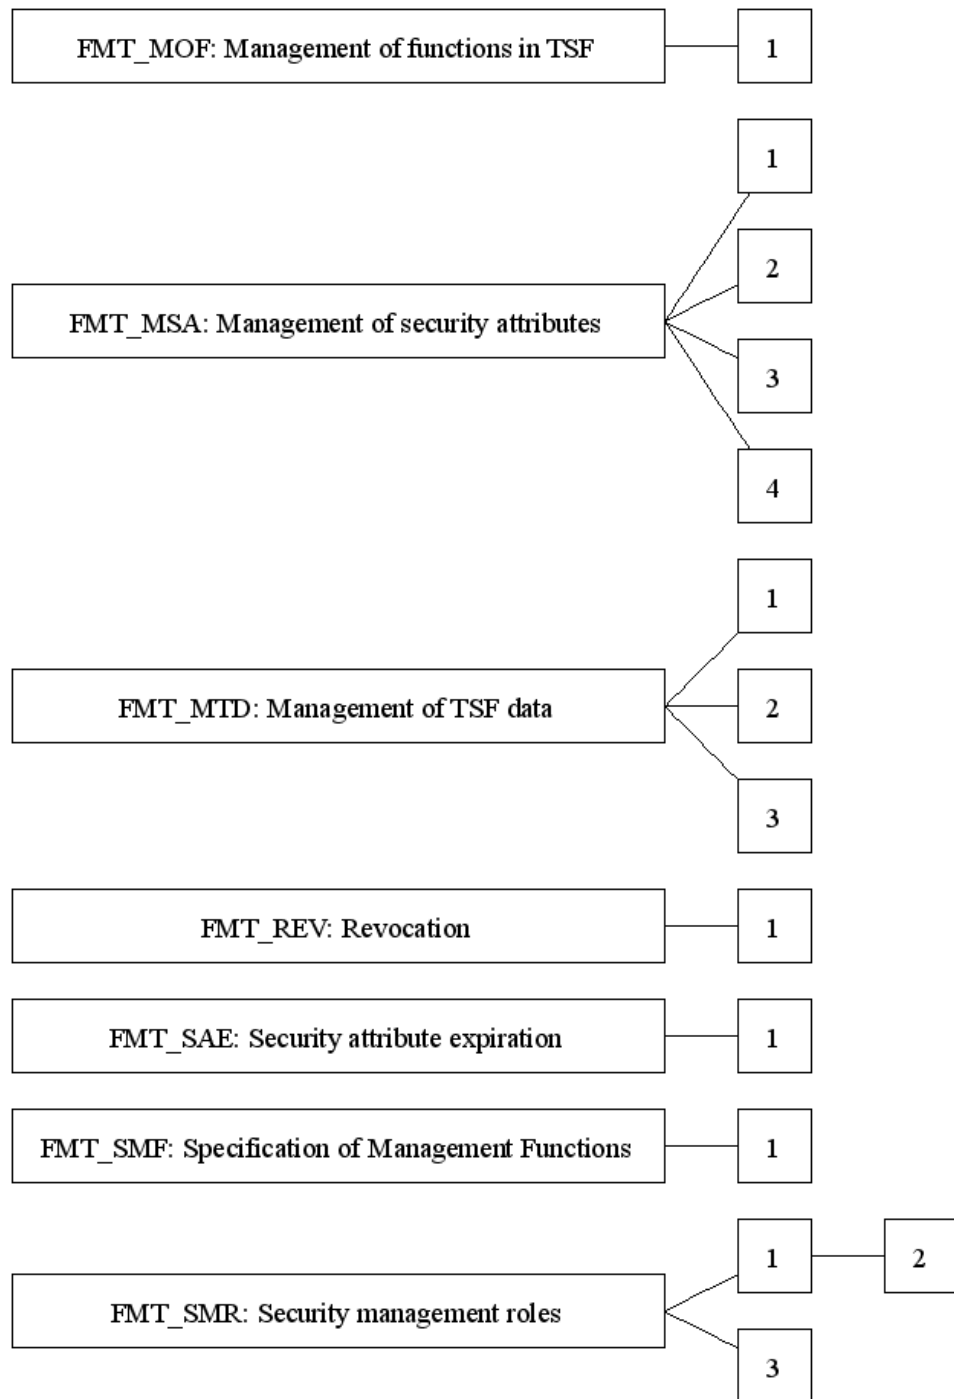 FMT_MOF: Management of functions in TSF
1
1
2
FMT_MSA: Management of security attributes
3
4
1
FMT_MTD: Management of TSF data
2
3
FMT_REV: Revocation
1
FMT_SAE: Security attribute expiration
1
FMT_SMF: Specification of Management Functions
1
1
2
FMT_SMR: Security management roles
3